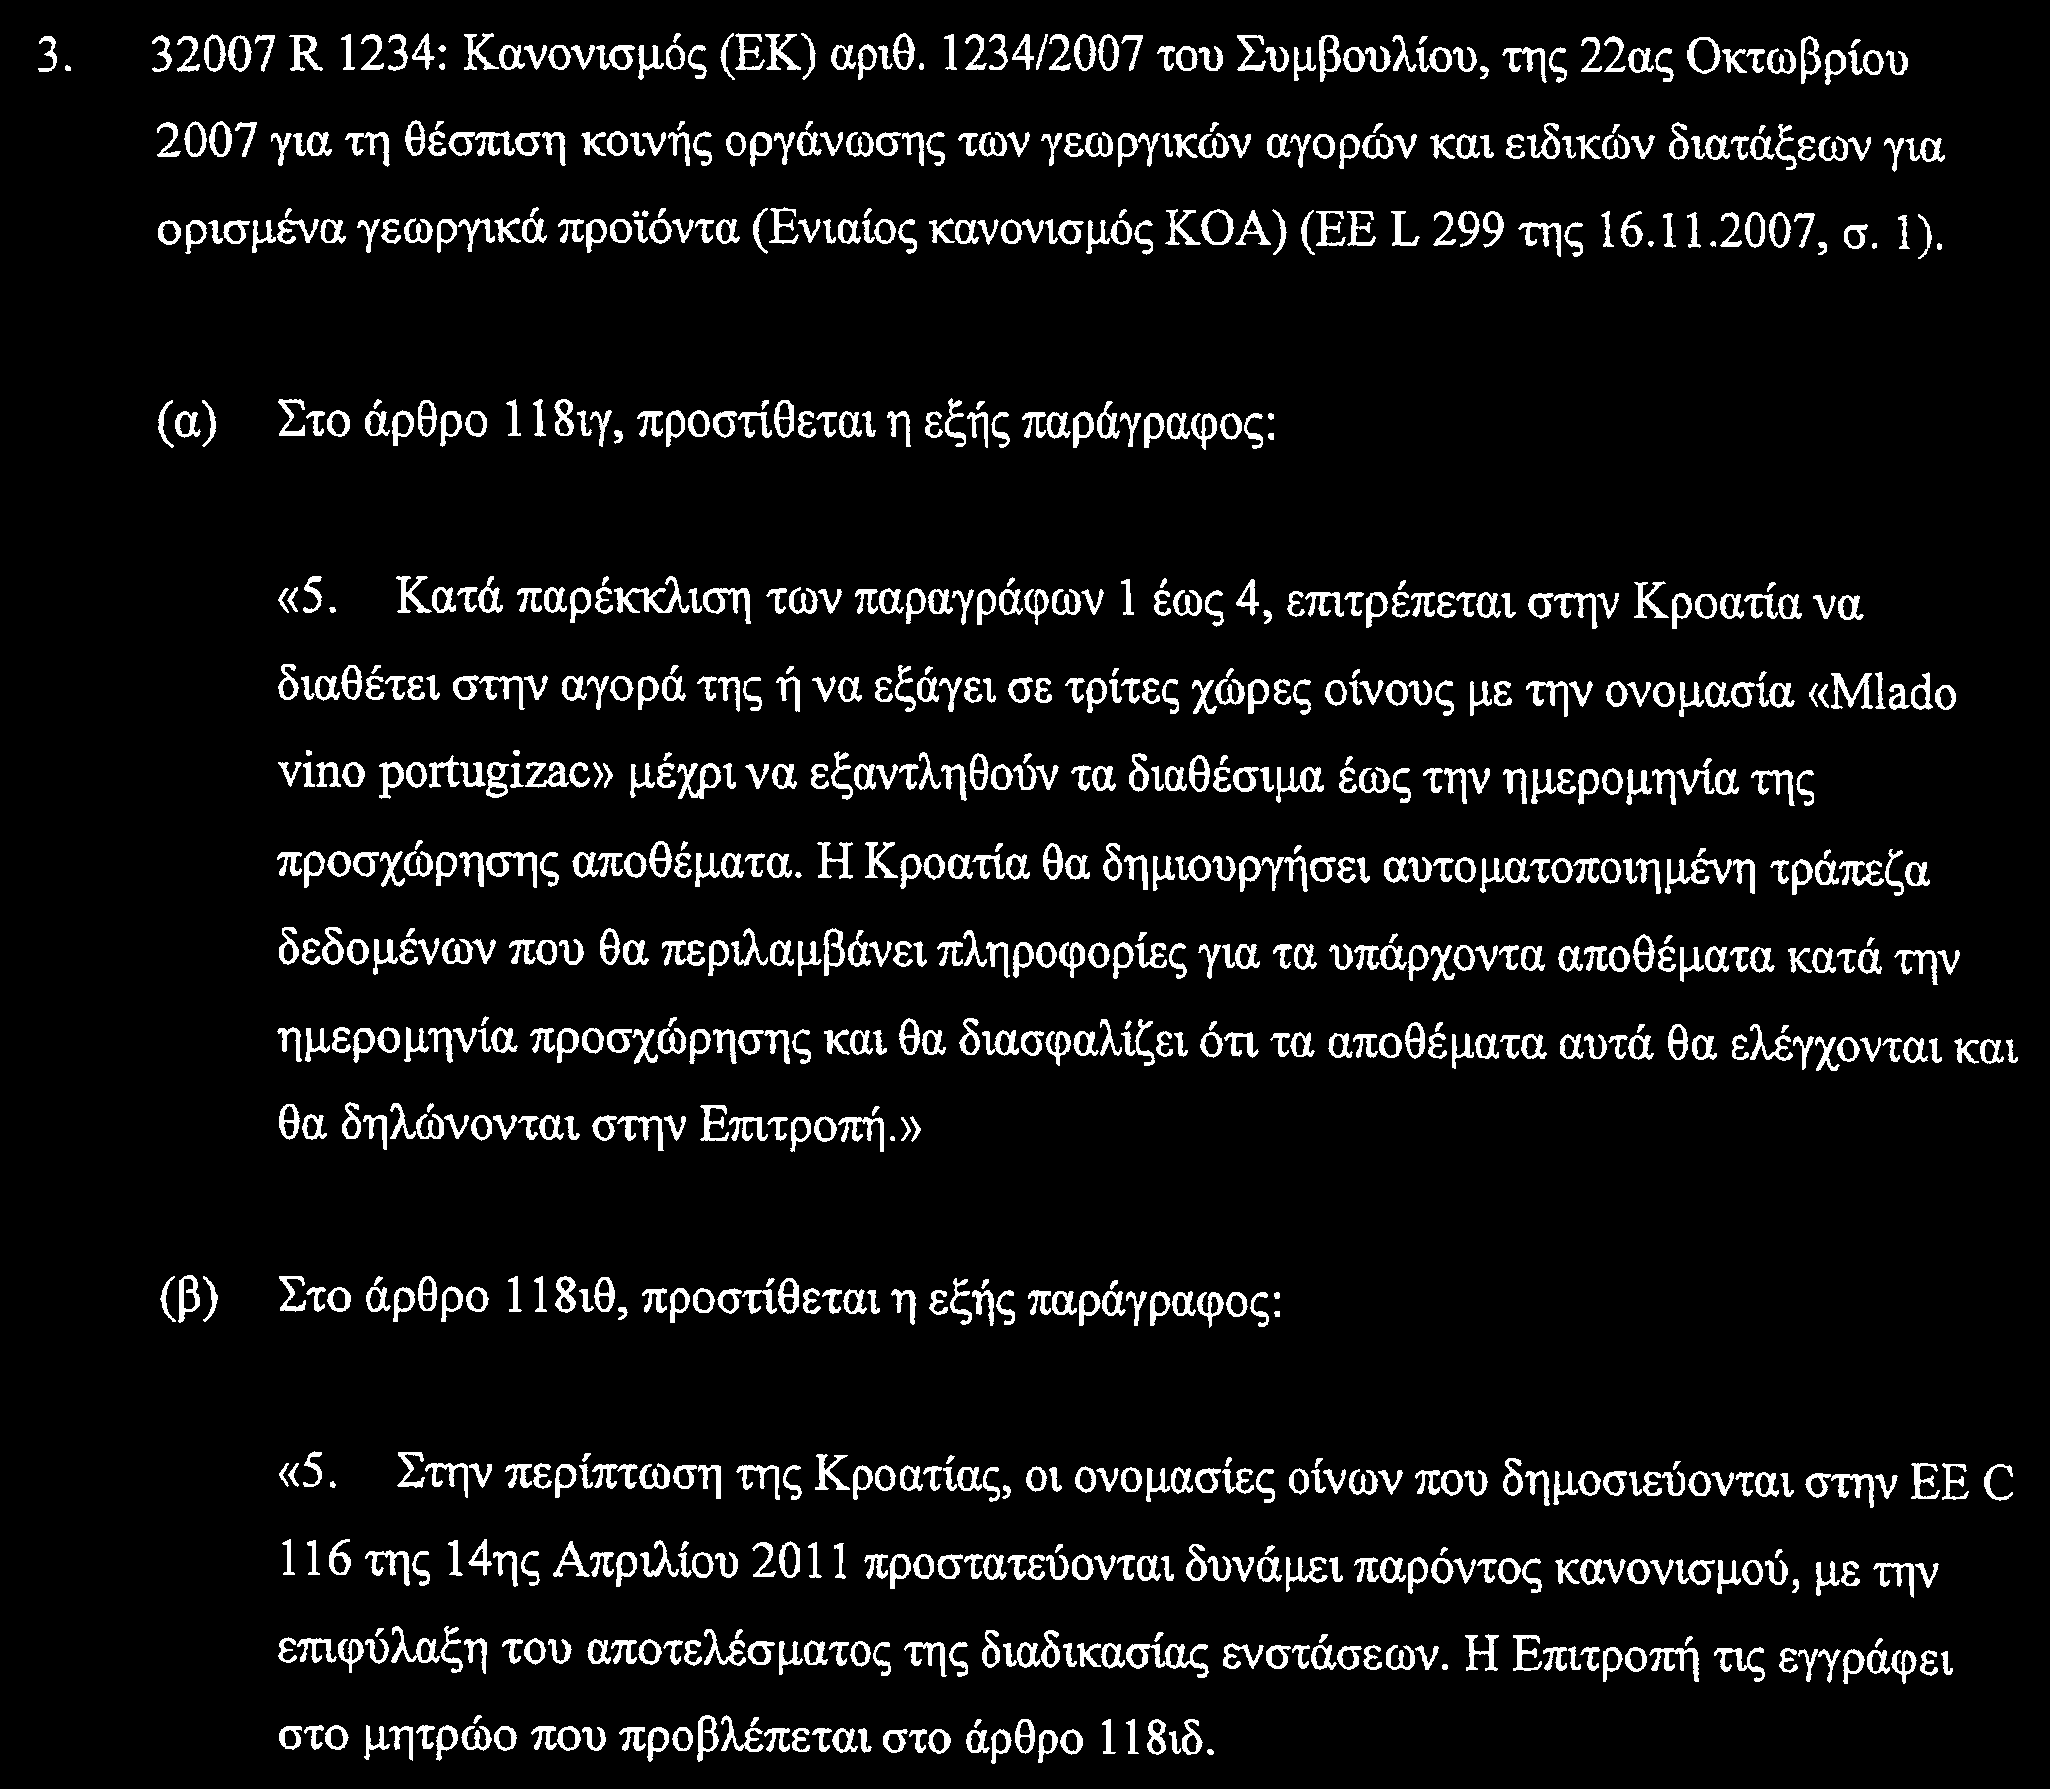 3. 32007 R 1234: Κανονισμός (ΕΚ) αριθ. 1234/2007 του Συμβουλίου, της 22ας Οκτωβρίου
2007 για τη θέσπιση κοινής οργάνωσης των γεωργικών αγορών και ειδικών διατάξεων για
ορισμένα γεωργικά προϊόντα (Ενιαίος κανονισμός ΚΟΑ) (ΕΕ L 299 της 16.11.2007, σ. 1).
(α) Στο άρθρο 118ιγ, προστίθεται η εξής παράγραφος:
«5. Κατά παρέκκλιση των παραγράφων 1 έως 4, επιτρέπεται στην Κροατία να
διαθέτει στην αγορά της ή να εξάγει σε τρίτες χώρες οίνους με την ονομασία «Mlado
vino portugizac» μέχρι να εξαντληθούν τα διαθέσιμα έως την ημερομηνία της
προσχώρησης αποθέματα. Η Κροατία θα δημιουργήσει αυτοματοποιημένη τράπεζα
δεδομένων που θα περιλαμβάνει πληροφορίες για τα υπάρχοντα αποθέματα κατά την
ημερομηνία προσχώρησης και θα διασφαλίζει ότι τα αποθέματα αυτά θα ελέγχονται και
θα δηλώνονται στην Επιτροπή.»
(β) Στο άρθρο 118ιθ, προστίθεται η εξής παράγραφος:
«5. Στην περίπτωση της Κροατίας, οι ονομασίες οίνων που δημοσιεύονται στην ΕΕ C
116 της 14ης Απριλίου 2011 προστατεύονται δυνάμει παρόντος κανονισμού, με την
επιφύλαξη του αποτελέσματος της διαδικασίας ενστάσεων. Η Επιτροπή τις εγγράφει
στο μητρώο που προβλέπεται στο άρθρο 118ιδ.